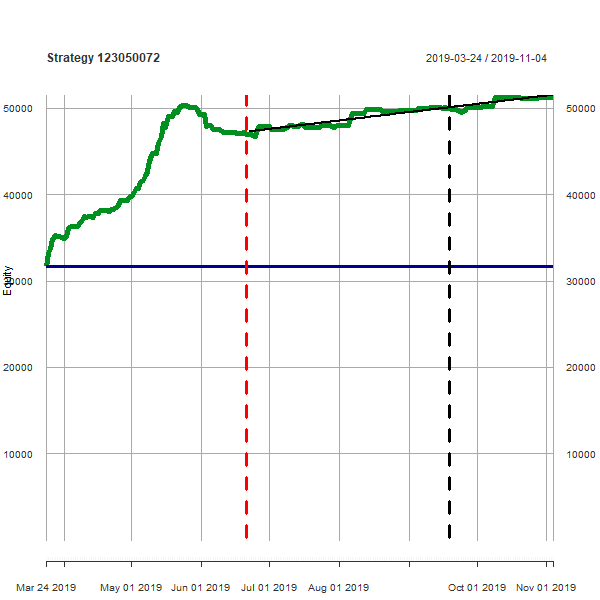 Strategy 123050072
2019-03-24 / 2019-11-04
50000 50000
40000 40000
Equity
30000 30000
20000 20000
10000 10000
Mar 24 2019 May 01 2019 Jun 01 2019 Jul 01 2019 Aug 01 2019 Oct 01 2019 Nov 01 2019